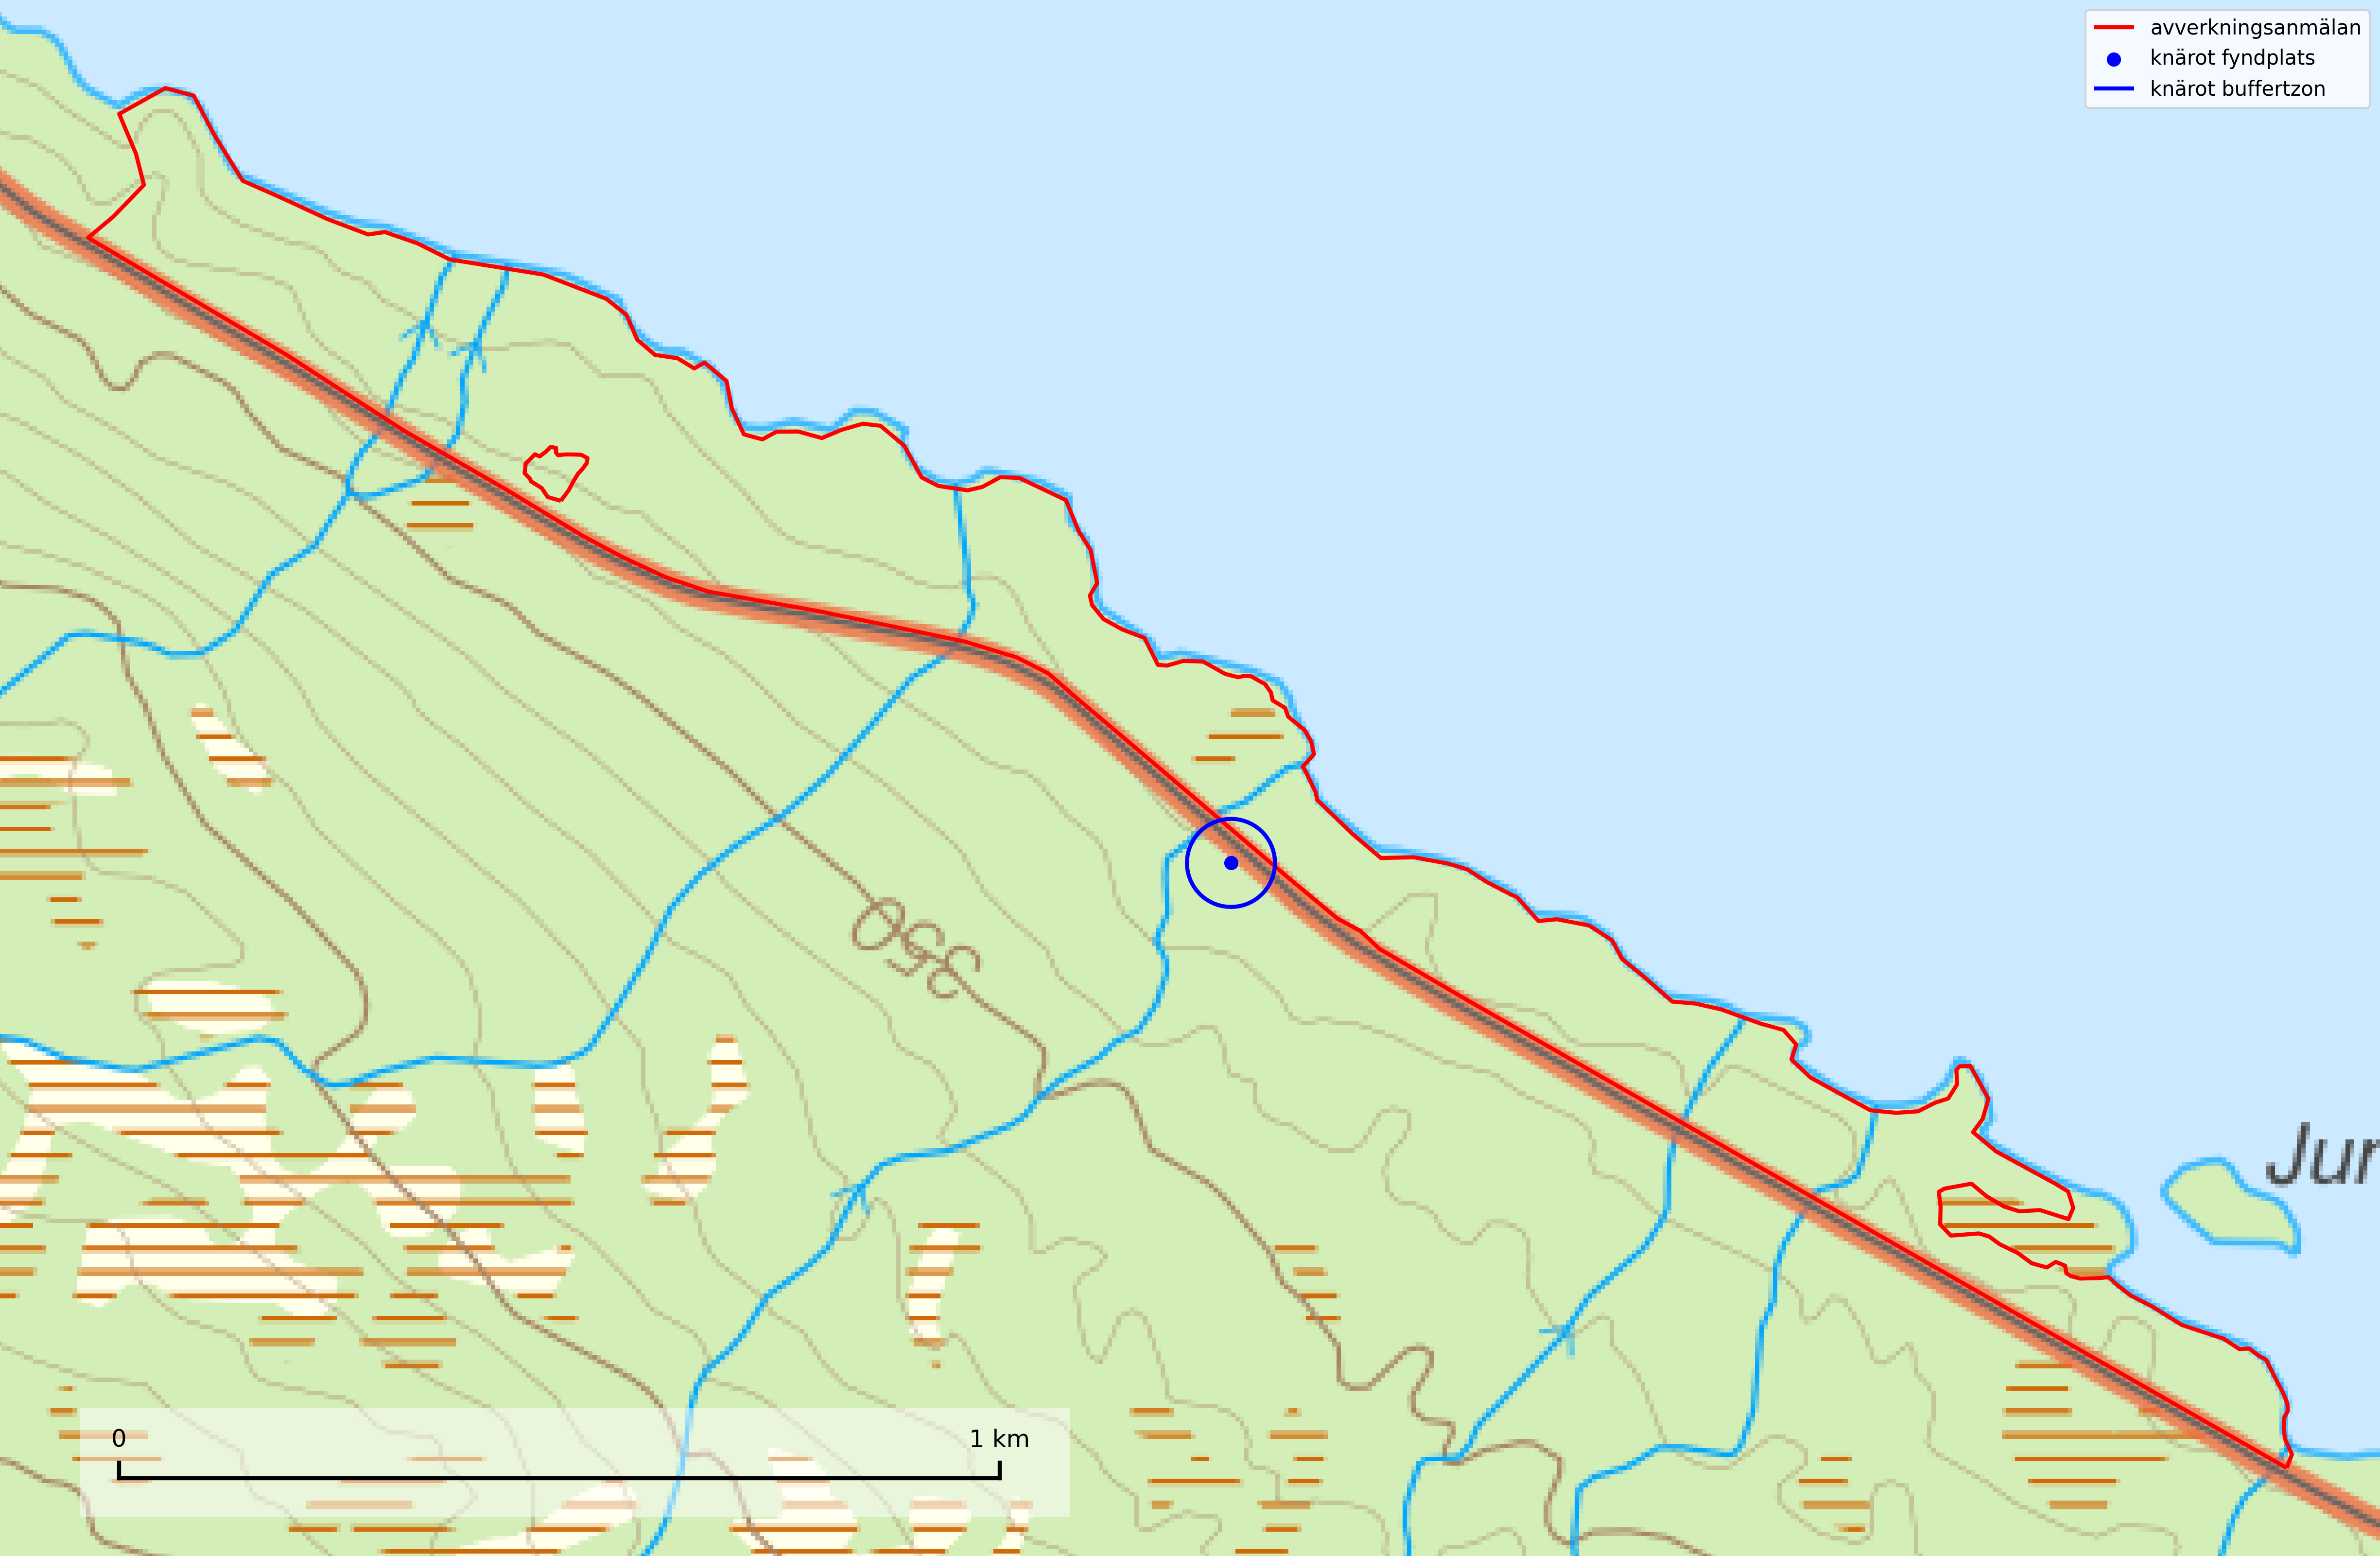 avverkningsanmälan
knärot fyndplats
knärot buffertzon
350
Jur
0
1 km